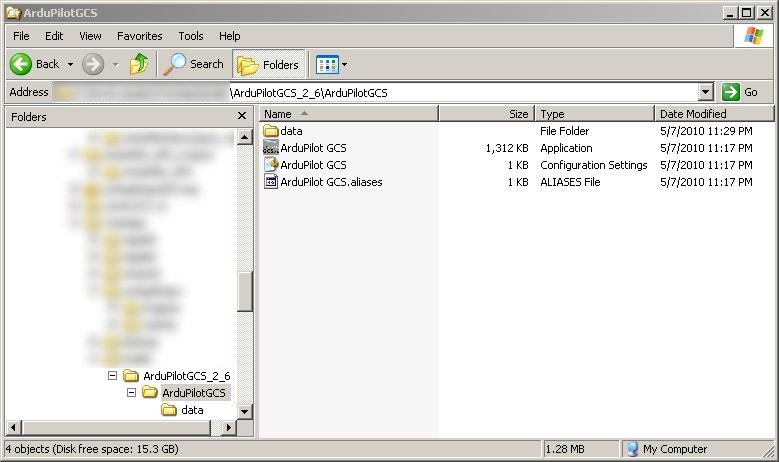 ArduPilotGCS
File Edit View Favorites Tools Help
Back Search Folders
Address \ArduPilotGCS_2_6\ArduPilotGCS Go
Folders
Name Size Type Date Modified
data File Folder 5/7/2010 11:29 PM
ArduPilot GCS 1,312 KB Application 5/7/2010 11:17 PM
ArduPilot GCS 1 KB Configuration Settings 5/7/2010 11:17 PM
ArduPilot GCS.aliases 1 KB ALIASES File 5/7/2010 11:17 PM
ArduPilotGCS_2_6
ArduPilotGCS
data
4 objects (Disk free space: 15.3 GB) 1.28 MB My Computer